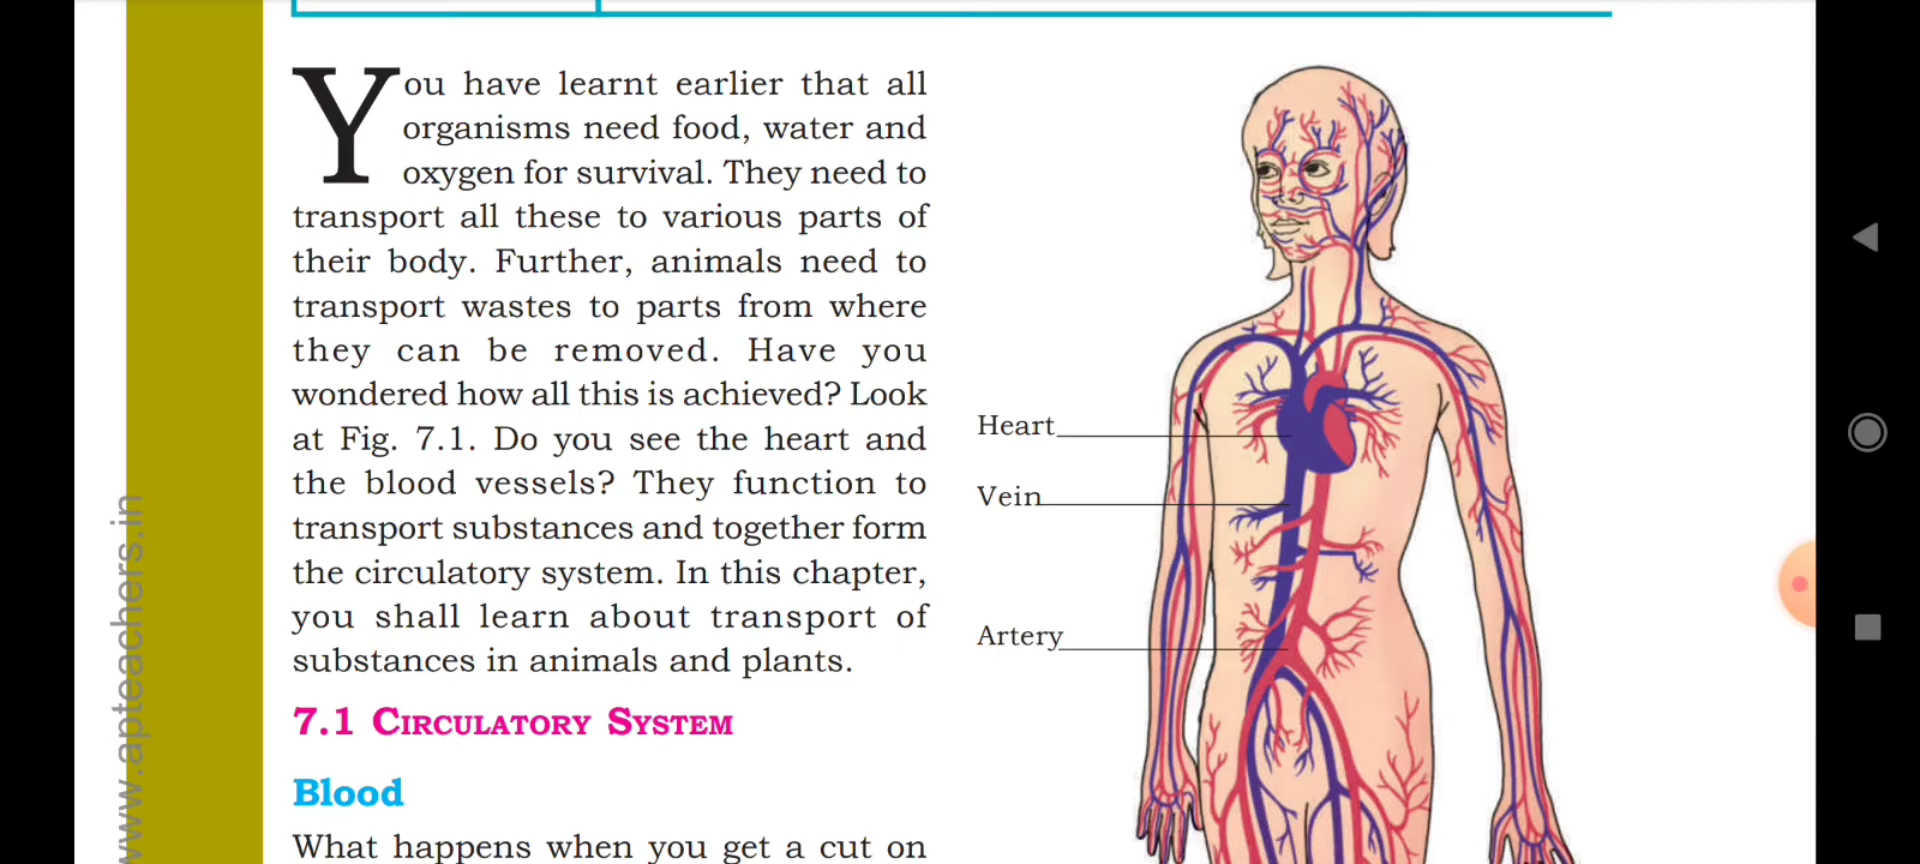 You have learnt earlier that all
organisms need food, water and
oxygen for survival. They need to
transport all these to various parts of
their body. Further, animals need to
transport wastes to parts from where
they can be removed. Have you
wondered how all this is achieved? Look
at Fig. 7.1. Do you see the heart and
the blood vessels? They function to
transport substances and together form
the circulatory system. In this chapter,
you shall learn about transport of
substances in animals and plants.
7.1 CIRCULATORY SYSTEM
Blood
What happens when you get a cut on
Heart
Vein
Artery
www.apteachers.in